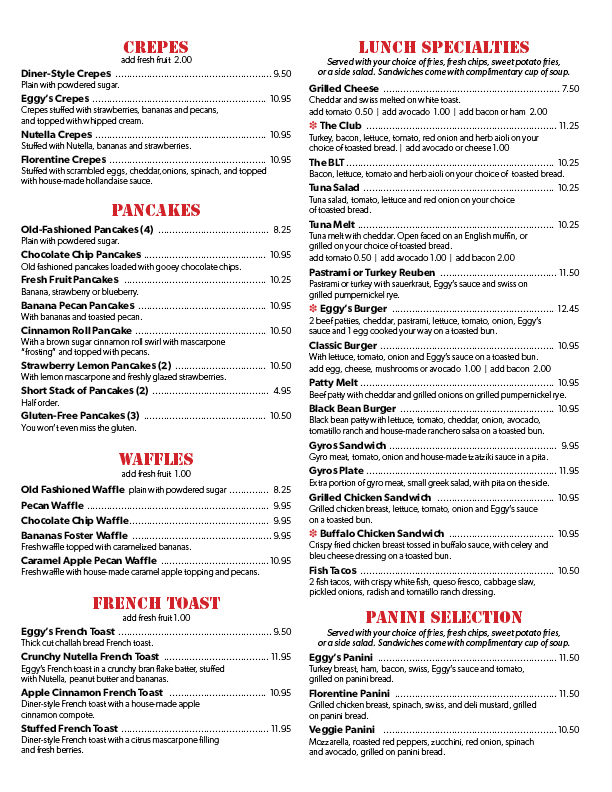 CREPES
add fresh fruit 2.00
Diner-Style Crepes ........ 9.50
Plain with powdered sugar.
Eggy's Crepes ........ 10.95
Crepes stuffed with strawberries, bananas and pecans,
and topped with whipped cream.
Nutella Crepes ........ 10.95
Stuffed with Nutella, bananas and strawberries.
Florentine Crepes ........ 10.95
Stuffed with scrambled eggs, cheddar, onions, spinach, and topped
with house-made hollandaise sauce.
PANCAKES
Old-Fashioned Pancakes (4) ........ 8.25
Plain with powdered sugar.
Chocolate Chip Pancakes ........ 10.95
Old fashioned pancakes loaded with gooey chocolate chips.
Fresh Fruit Pancakes ........ 10.25
Banana, strawberry or blueberry.
Banana Pecan Pancakes ........ 10.95
With bananas and toasted pecan.
Cinnamon Roll Pancake ........ 10.50
With a brown sugar cinnamon roll swirl with mascarpone
"frosting" and topped with pecans.
Strawberry Lemon Pancakes (2) ........ 10.50
With lemon mascarpone and freshly glazed strawberries.
Short Stack of Pancakes (2) ........ 4.95
Half order.
Gluten-Free Pancakes (3) ........ 10.50
You won't even miss the gluten.
WAFFLES
add fresh fruit 1.00
Old Fashioned Waffle plain with powdered sugar ........ 8.25
Pecan Waffle ........ 9.95
Chocolate Chip Waffle ........ 9.95
Bananas Foster Waffle ........ 9.95
Fresh waffle topped with caramelized bananas.
Caramel Apple Pecan Waffle ........ 10.95
Fresh waffle with house-made caramel apple topping and pecans.
FRENCH TOAST
add fresh fruit 1.00
Eggy's French Toast ........ 9.50
Thick cut challah bread French toast.
Crunchy Nutella French Toast ........ 11.95
Eggy's French toast in a crunchy bran flake batter, stuffed
with Nutella, peanut butter and bananas.
Apple Cinnamon French Toast ........ 10.95
Diner-style French toast with a house-made apple
cinnamon compote.
Stuffed French Toast ........ 11.95
Diner-style French toast with a citrus mascarpone filling
and fresh berries.
LUNCH SPECIALTIES
Served with your choice of fries, fresh chips, sweet potato fries,
or a side salad. Sandwiches come with complimentary cup of soup.
Grilled Cheese ........ 7.50
Cheddar and swiss melted on white toast.
add tomato 0.50 | add avocado 1.00 | add bacon or ham 2.00
✽ The Club ........ 11.25
Turkey, bacon, lettuce, tomato, red onion and herb aioli on your
choice of toasted bread. | add avocado or cheese 1.00
The BLT ........ 10.25
Bacon, lettuce, tomato and herb aioli on your choice of toasted bread.
Tuna Salad ........ 10.25
Tuna salad, tomato, lettuce and red onion on your choice
of toasted bread.
Tuna Melt ........ 10.25
Tuna melt with cheddar. Open faced on an English muffin, or
grilled on your choice of toasted bread.
add tomato 0.50 | add avocado 1.00 | add bacon 2.00
Pastrami or Turkey Reuben ........ 11.50
Pastrami or turkey with sauerkraut, Eggy's sauce and swiss on
grilled pumpernickel rye.
✽ Eggy's Burger ........ 12.45
2 beef patties, cheddar, pastrami, lettuce, tomato, onion, Eggy's
sauce and 1 egg cooked your way on a toasted bun.
Classic Burger ........ 10.95
With lettuce, tomato, onion and Eggy's sauce on a toasted bun.
add egg, cheese, mushrooms or avocado 1.00 | add bacon 2.00
Patty Melt ........ 10.95
Beef patty with cheddar and grilled onions on grilled pumpernickel rye.
Black Bean Burger ........ 10.95
Black bean patty with lettuce, tomato, cheddar, onion, avocado,
tomatillo ranch and house-made ranchero salsa on a toasted bun.
Gyros Sandwich ........ 9.95
Gyro meat, tomato, onion and house-made tzatziki sauce in a pita.
Gyros Plate ........ 11.95
Extra portion of gyro meat, small greek salad, with pita on the side.
Grilled Chicken Sandwich ........ 10.95
Grilled chicken breast, lettuce, tomato, onion and Eggy's sauce
on a toasted bun.
✽ Buffalo Chicken Sandwich ........ 10.95
Crispy fried chicken breast tossed in buffalo sauce, with celery and
bleu cheese dressing on a toasted bun.
Fish Tacos ........ 10.50
2 fish tacos, with crispy white fish, queso fresco, cabbage slaw,
pickled onions, radish and tomatillo ranch dressing.
PANINI SELECTION
Served with your choice of fries, fresh chips, sweet potato fries,
or a side salad. Sandwiches come with complimentary cup of soup.
Eggy's Panini ........ 11.50
Turkey breast, ham, bacon, swiss, Eggy's sauce and tomato,
grilled on panini bread.
Florentine Panini ........ 11.50
Grilled chicken breast, spinach, swiss, and deli mustard, grilled
on panini bread.
Veggie Panini ........ 10.50
Mozzarella, roasted red peppers, zucchini, red onion, spinach
and avocado, grilled on panini bread.